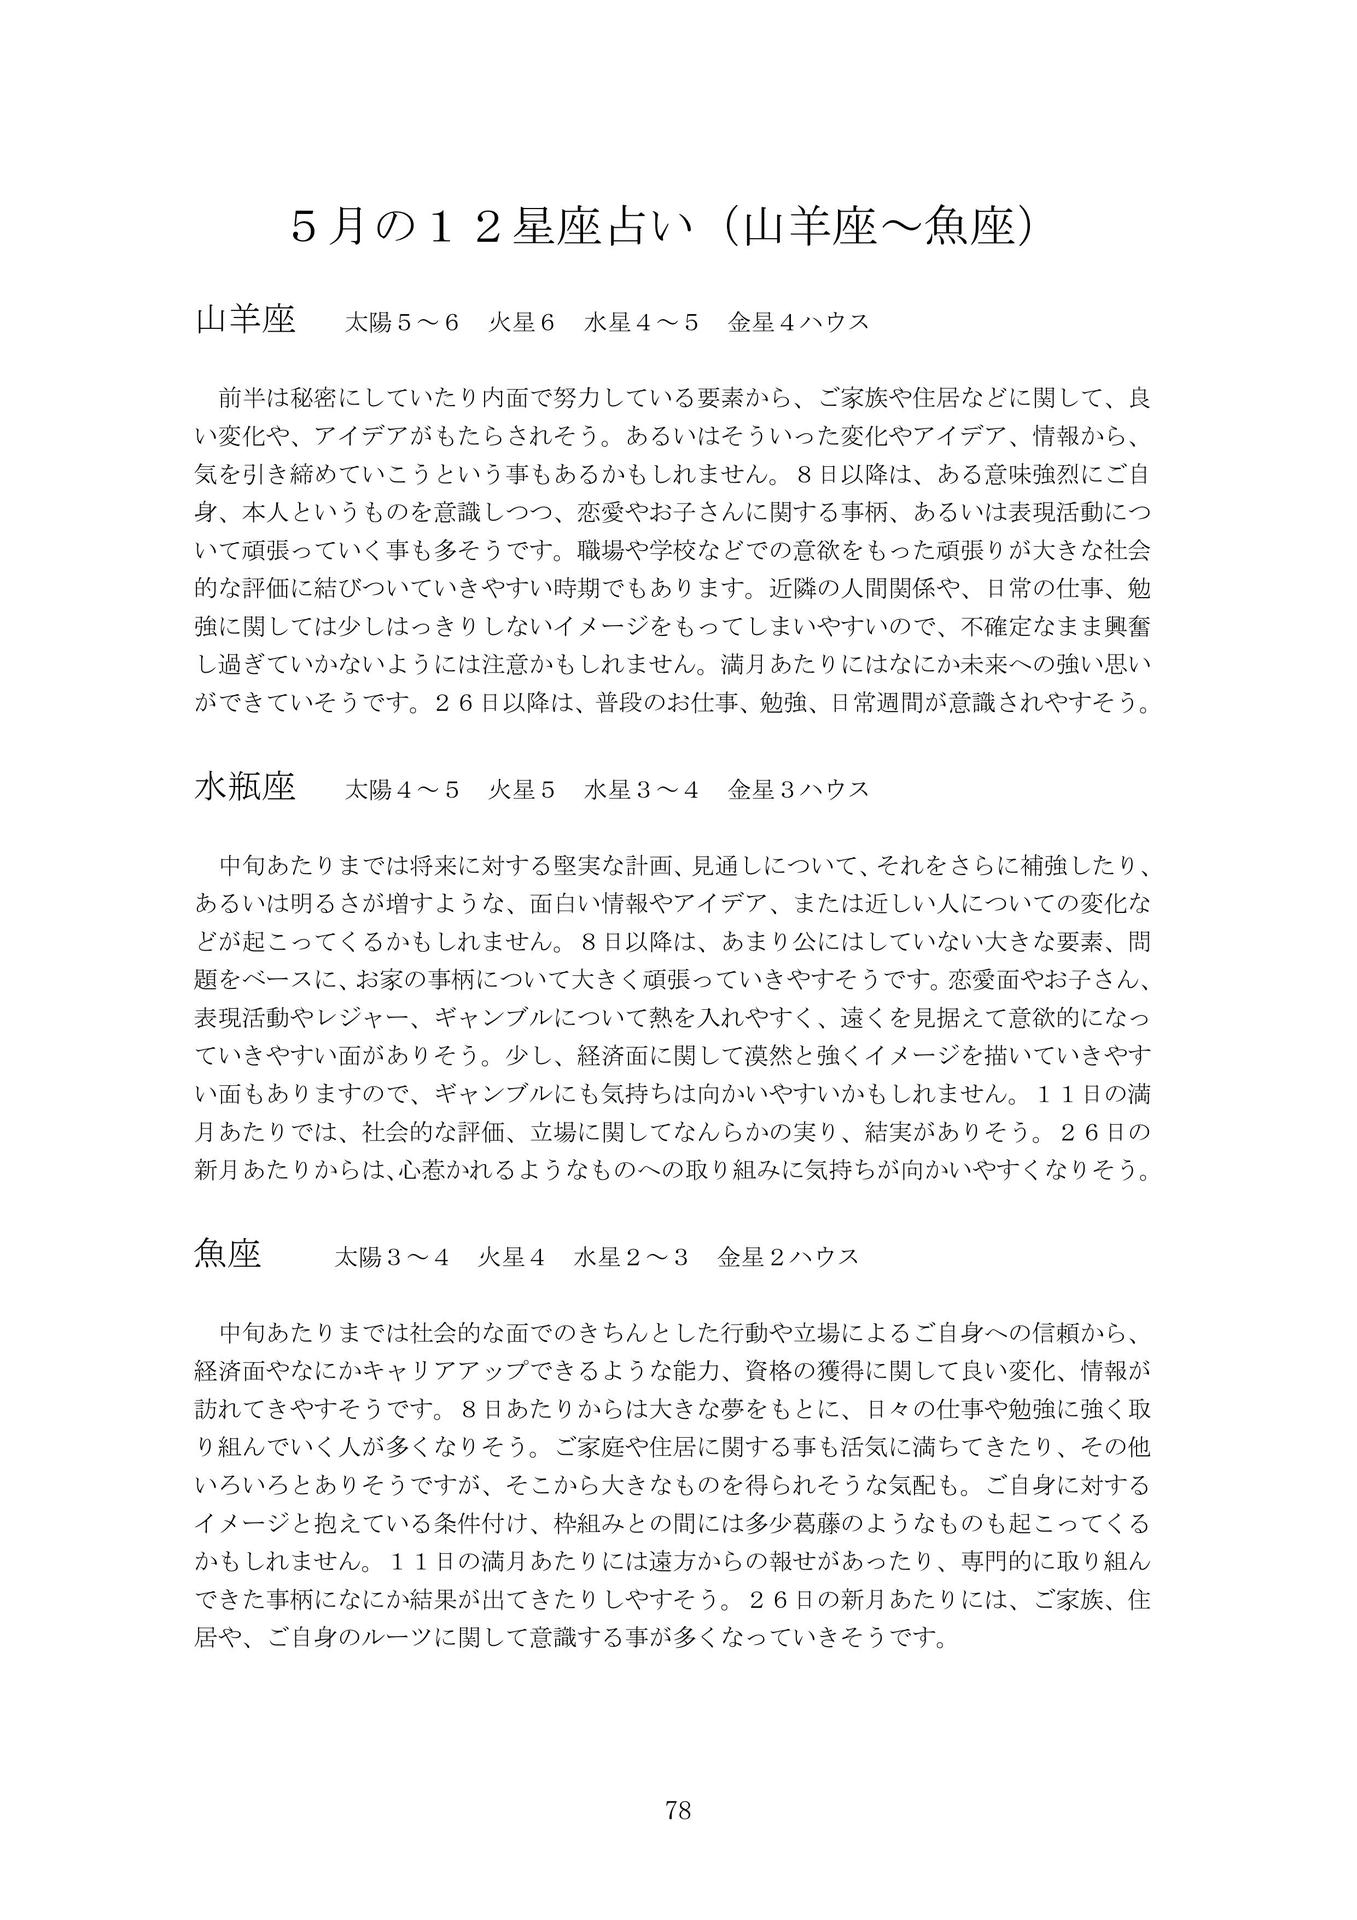 ５月の１２星座占い（山羊座～魚座）
山羊座　太陽５～６　火星６　水星４～５　金星４ハウス
　前半は秘密にしていたり内面で努力している要素から、ご家族や住居などに関して、良
い変化や、アイデアがもたらされそう。あるいはそういった変化やアイデア、情報から、
気を引き締めていこうという事もあるかもしれません。８日以降は、ある意味強烈にご自
身、本人というものを意識しつつ、恋愛やお子さんに関する事柄、あるいは表現活動につ
いて頑張っていく事も多そうです。職場や学校などでの意欲をもった頑張りが大きな社会
的な評価に結びついていきやすい時期でもあります。近隣の人間関係や、日常の仕事、勉
強に関しては少しはっきりしないイメージをもってしまいやすいので、不確定なまま興奮
し過ぎていかないようには注意かもしれません。満月あたりにはなにか未来への強い思い
ができていそうです。２６日以降は、普段のお仕事、勉強、日常週間が意識されやすそう。
水瓶座　太陽４～５　火星５　水星３～４　金星３ハウス
　中旬あたりまでは将来に対する堅実な計画、見通しについて、それをさらに補強したり、
あるいは明るさが増すような、面白い情報やアイデア、または近しい人についての変化な
どが起こってくるかもしれません。８日以降は、あまり公にはしていない大きな要素、問
題をベースに、お家の事柄について大きく頑張っていきやすそうです。恋愛面やお子さん、
表現活動やレジャー、ギャンブルについて熱を入れやすく、遠くを見据えて意欲的になっ
ていきやすい面がありそう。少し、経済面に関して漠然と強くイメージを描いていきやす
い面もありますので、ギャンブルにも気持ちは向かいやすいかもしれません。１１日の満
月あたりでは、社会的な評価、立場に関してなんらかの実り、結実がありそう。２６日の
新月あたりからは、心惹かれるようなものへの取り組みに気持ちが向かいやすくなりそう。
魚座　太陽３～４　火星４　水星２～３　金星２ハウス
　中旬あたりまでは社会的な面でのきちんとした行動や立場によるご自身への信頼から、
経済面やなにかキャリアアップできるような能力、資格の獲得に関して良い変化、情報が
訪れてきやすそうです。８日あたりからは大きな夢をもとに、日々の仕事や勉強に強く取
り組んでいく人が多くなりそう。ご家庭や住居に関する事も活気に満ちてきたり、その他
いろいろとありそうですが、そこから大きなものを得られそうな気配も。ご自身に対する
イメージと抱えている条件付け、枠組みとの間には多少葛藤のようなものも起こってくる
かもしれません。１１日の満月あたりには遠方からの報せがあったり、専門的に取り組ん
できた事柄になにか結果が出てきたりしやすそう。２６日の新月あたりには、ご家族、住
居や、ご自身のルーツに関して意識する事が多くなっていきそうです。
78